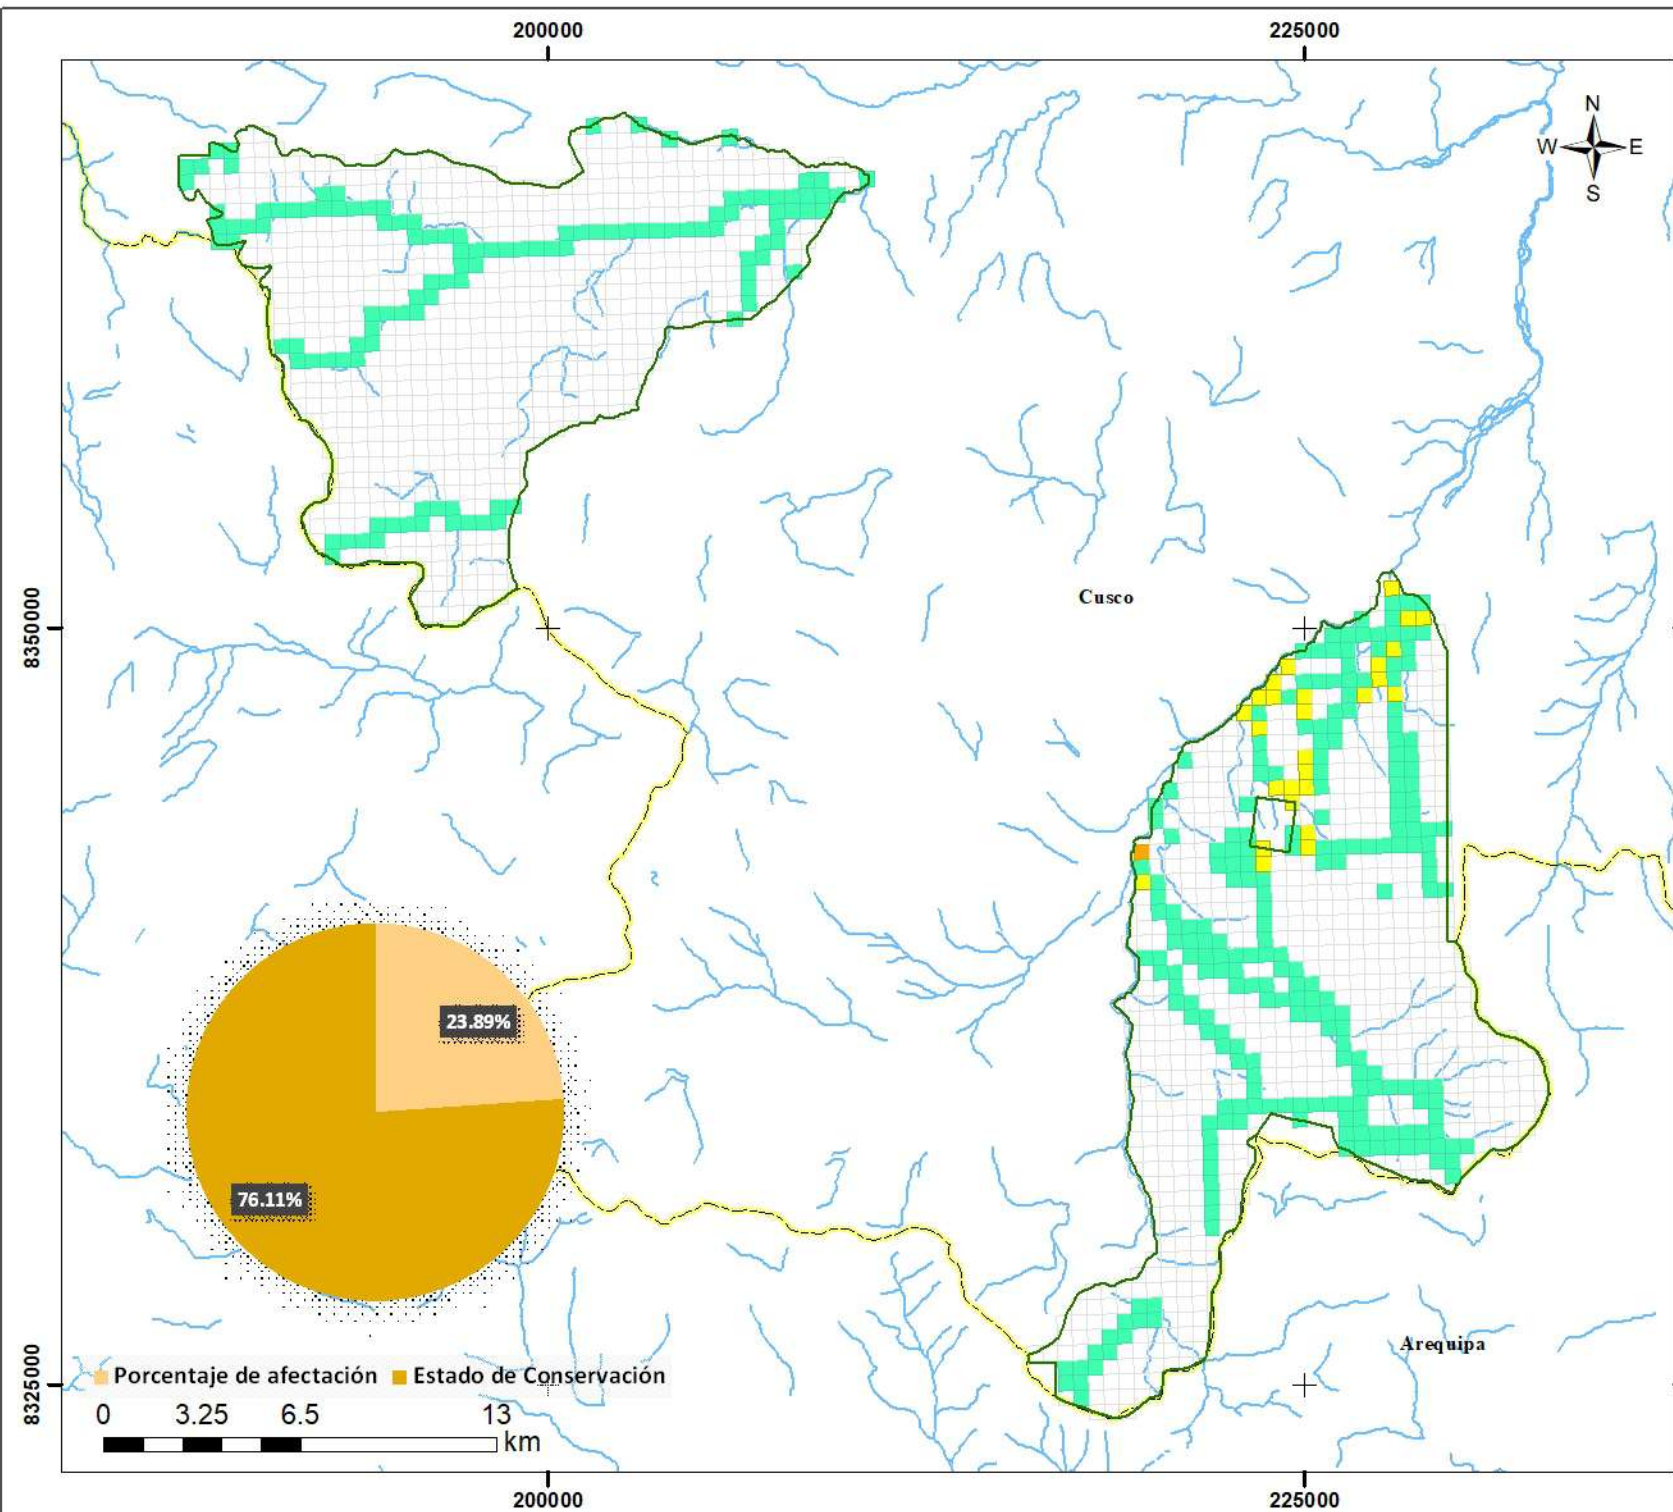 200000 225000
N
W E
S
8350000
Cusco
23.89%
76.11%
Arequipa
Porcentaje de afectación Estado de Conservación
8325000
0 3.25 6.5 13
km
200000 225000